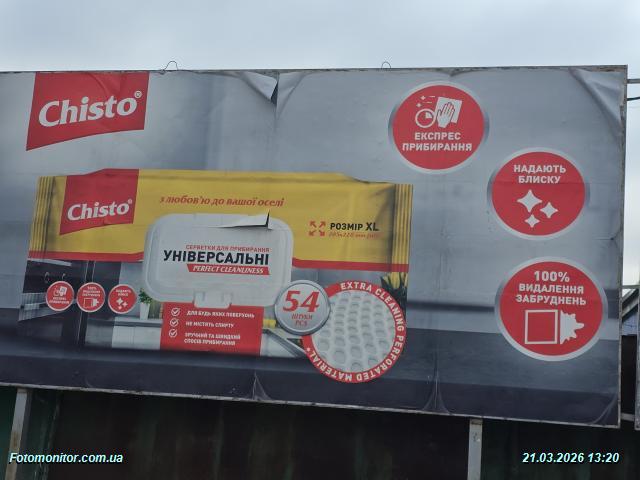 Chisto®
ЕКСПРЕС
ПРИБИРАННЯ
НАДАЮТЬ
БЛИСКУ
100%
ВИДАЛЕННЯ
ЗАБРУДНЕНЬ
Chisto®
з любов'ю до вашої оселі
РОЗМІР XL
СЕРВЕТКИ ДЛЯ ПРИБИРАННЯ
УНІВЕРСАЛЬНІ
PERFECT CLEANLINESS
ДЛЯ БУДЬ ЯКИХ ПОВЕРХОНЬ
НЕ МІСТЯТЬ СПИРТУ
ЗРУЧНИЙ ТА ШВИДКИЙ
СПОСІБ ПРИБИРАННЯ
54
ШТУКИ
PCS
EXTRA CLEANING PERFORATED MATERIAL
Fotomonitor.com.ua
21.03.2026 13:20